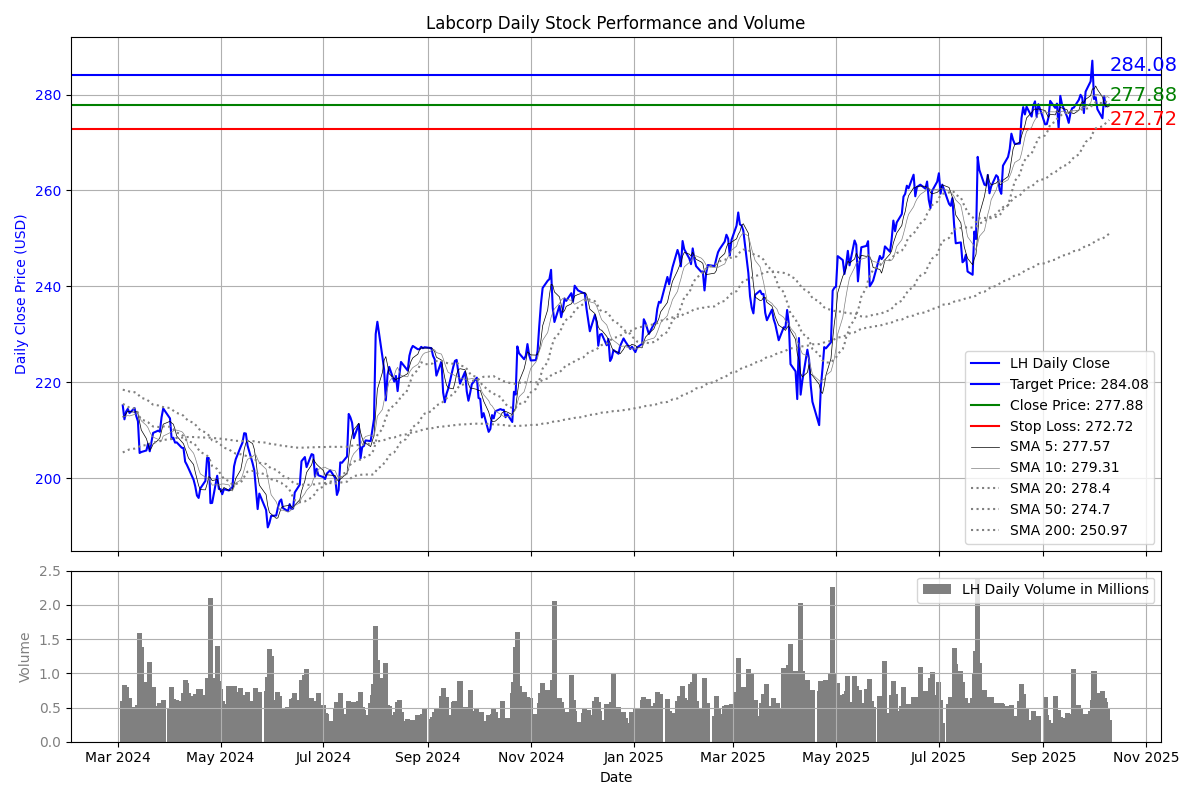 Labcorp Daily Stock Performance and Volume
Daily Close Price (USD)
280
260
240
220
200
284.08
277.88
272.72
LH Daily Close
Target Price: 284.08
Close Price: 277.88
Stop Loss: 272.72
SMA 5: 277.57
SMA 10: 279.31
SMA 20: 278.4
SMA 50: 274.7
SMA 200: 250.97
Volume
2.5
2.0
1.5
1.0
0.5
0.0
LH Daily Volume in Millions
Mar 2024 May 2024 Jul 2024 Sep 2024 Nov 2024 Jan 2025 Mar 2025 May 2025 Jul 2025 Sep 2025 Nov 2025
Date